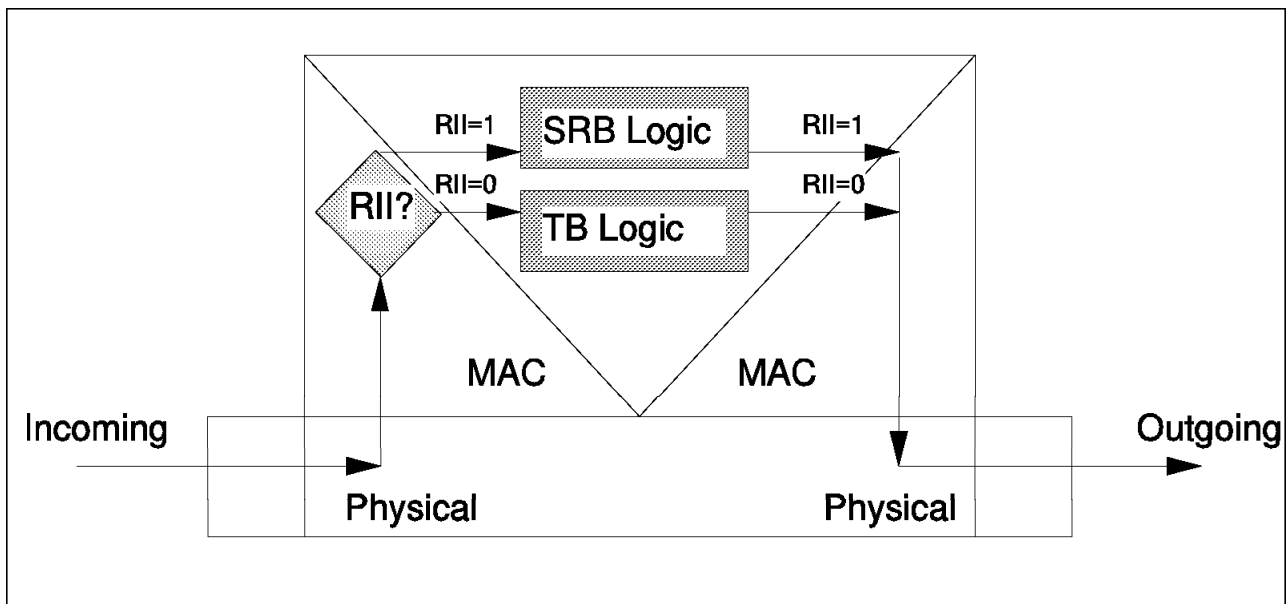 RII=1
SRB Logic
RII=1
RII?
RII=0
TB Logic
RII=0
MAC
MAC
Incoming
Outgoing
Physical
Physical